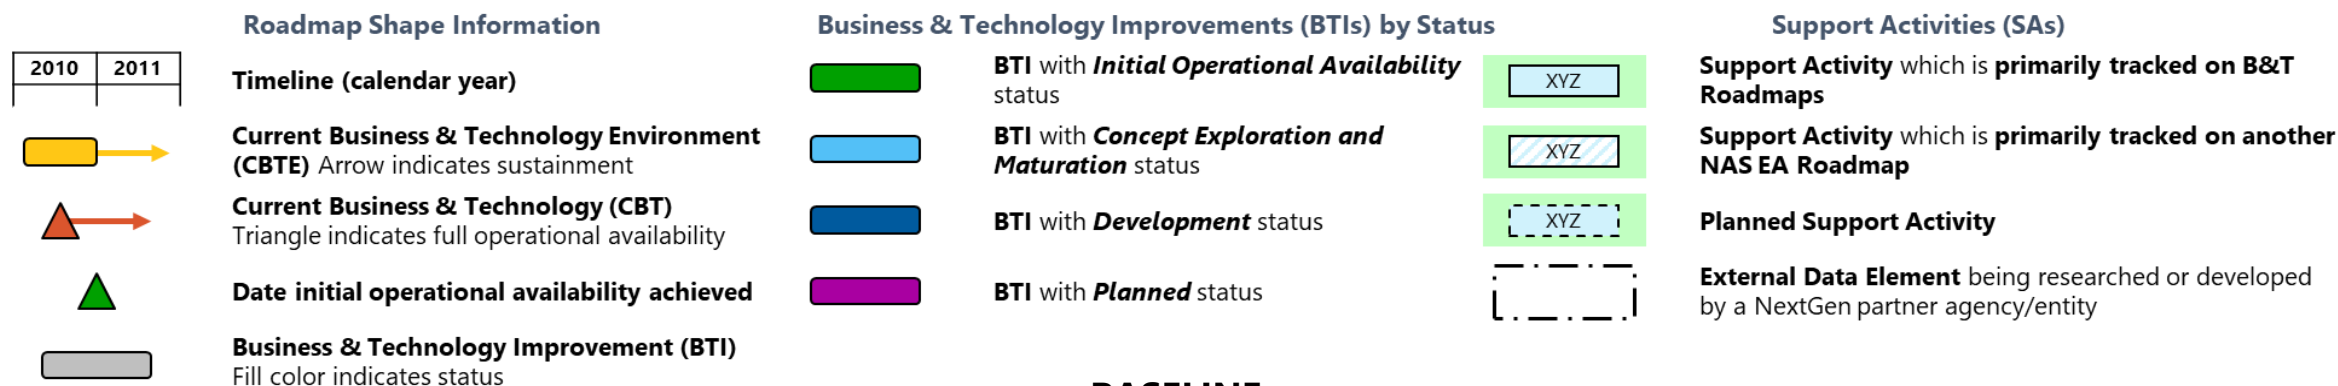 Roadmap Shape Information
2010 2011
Timeline (calendar year)
Current Business & Technology Environment
(CBTE) Arrow indicates sustainment
Current Business & Technology (CBT)
Triangle indicates full operational availability
Date initial operational availability achieved
Business & Technology Improvement (BTI)
Fill color indicates status
Business & Technology Improvements (BTIs) by Status
BTI with Initial Operational Availability
status
BTI with Concept Exploration and
Maturation status
BTI with Development status
BTI with Planned status
Support Activities (SAs)
XYZ
Support Activity which is primarily tracked on B&T
Roadmaps
XYZ
Support Activity which is primarily tracked on another
NAS EA Roadmap
XYZ
Planned Support Activity
External Data Element being researched or developed
by a NextGen partner agency/entity
BASELINE